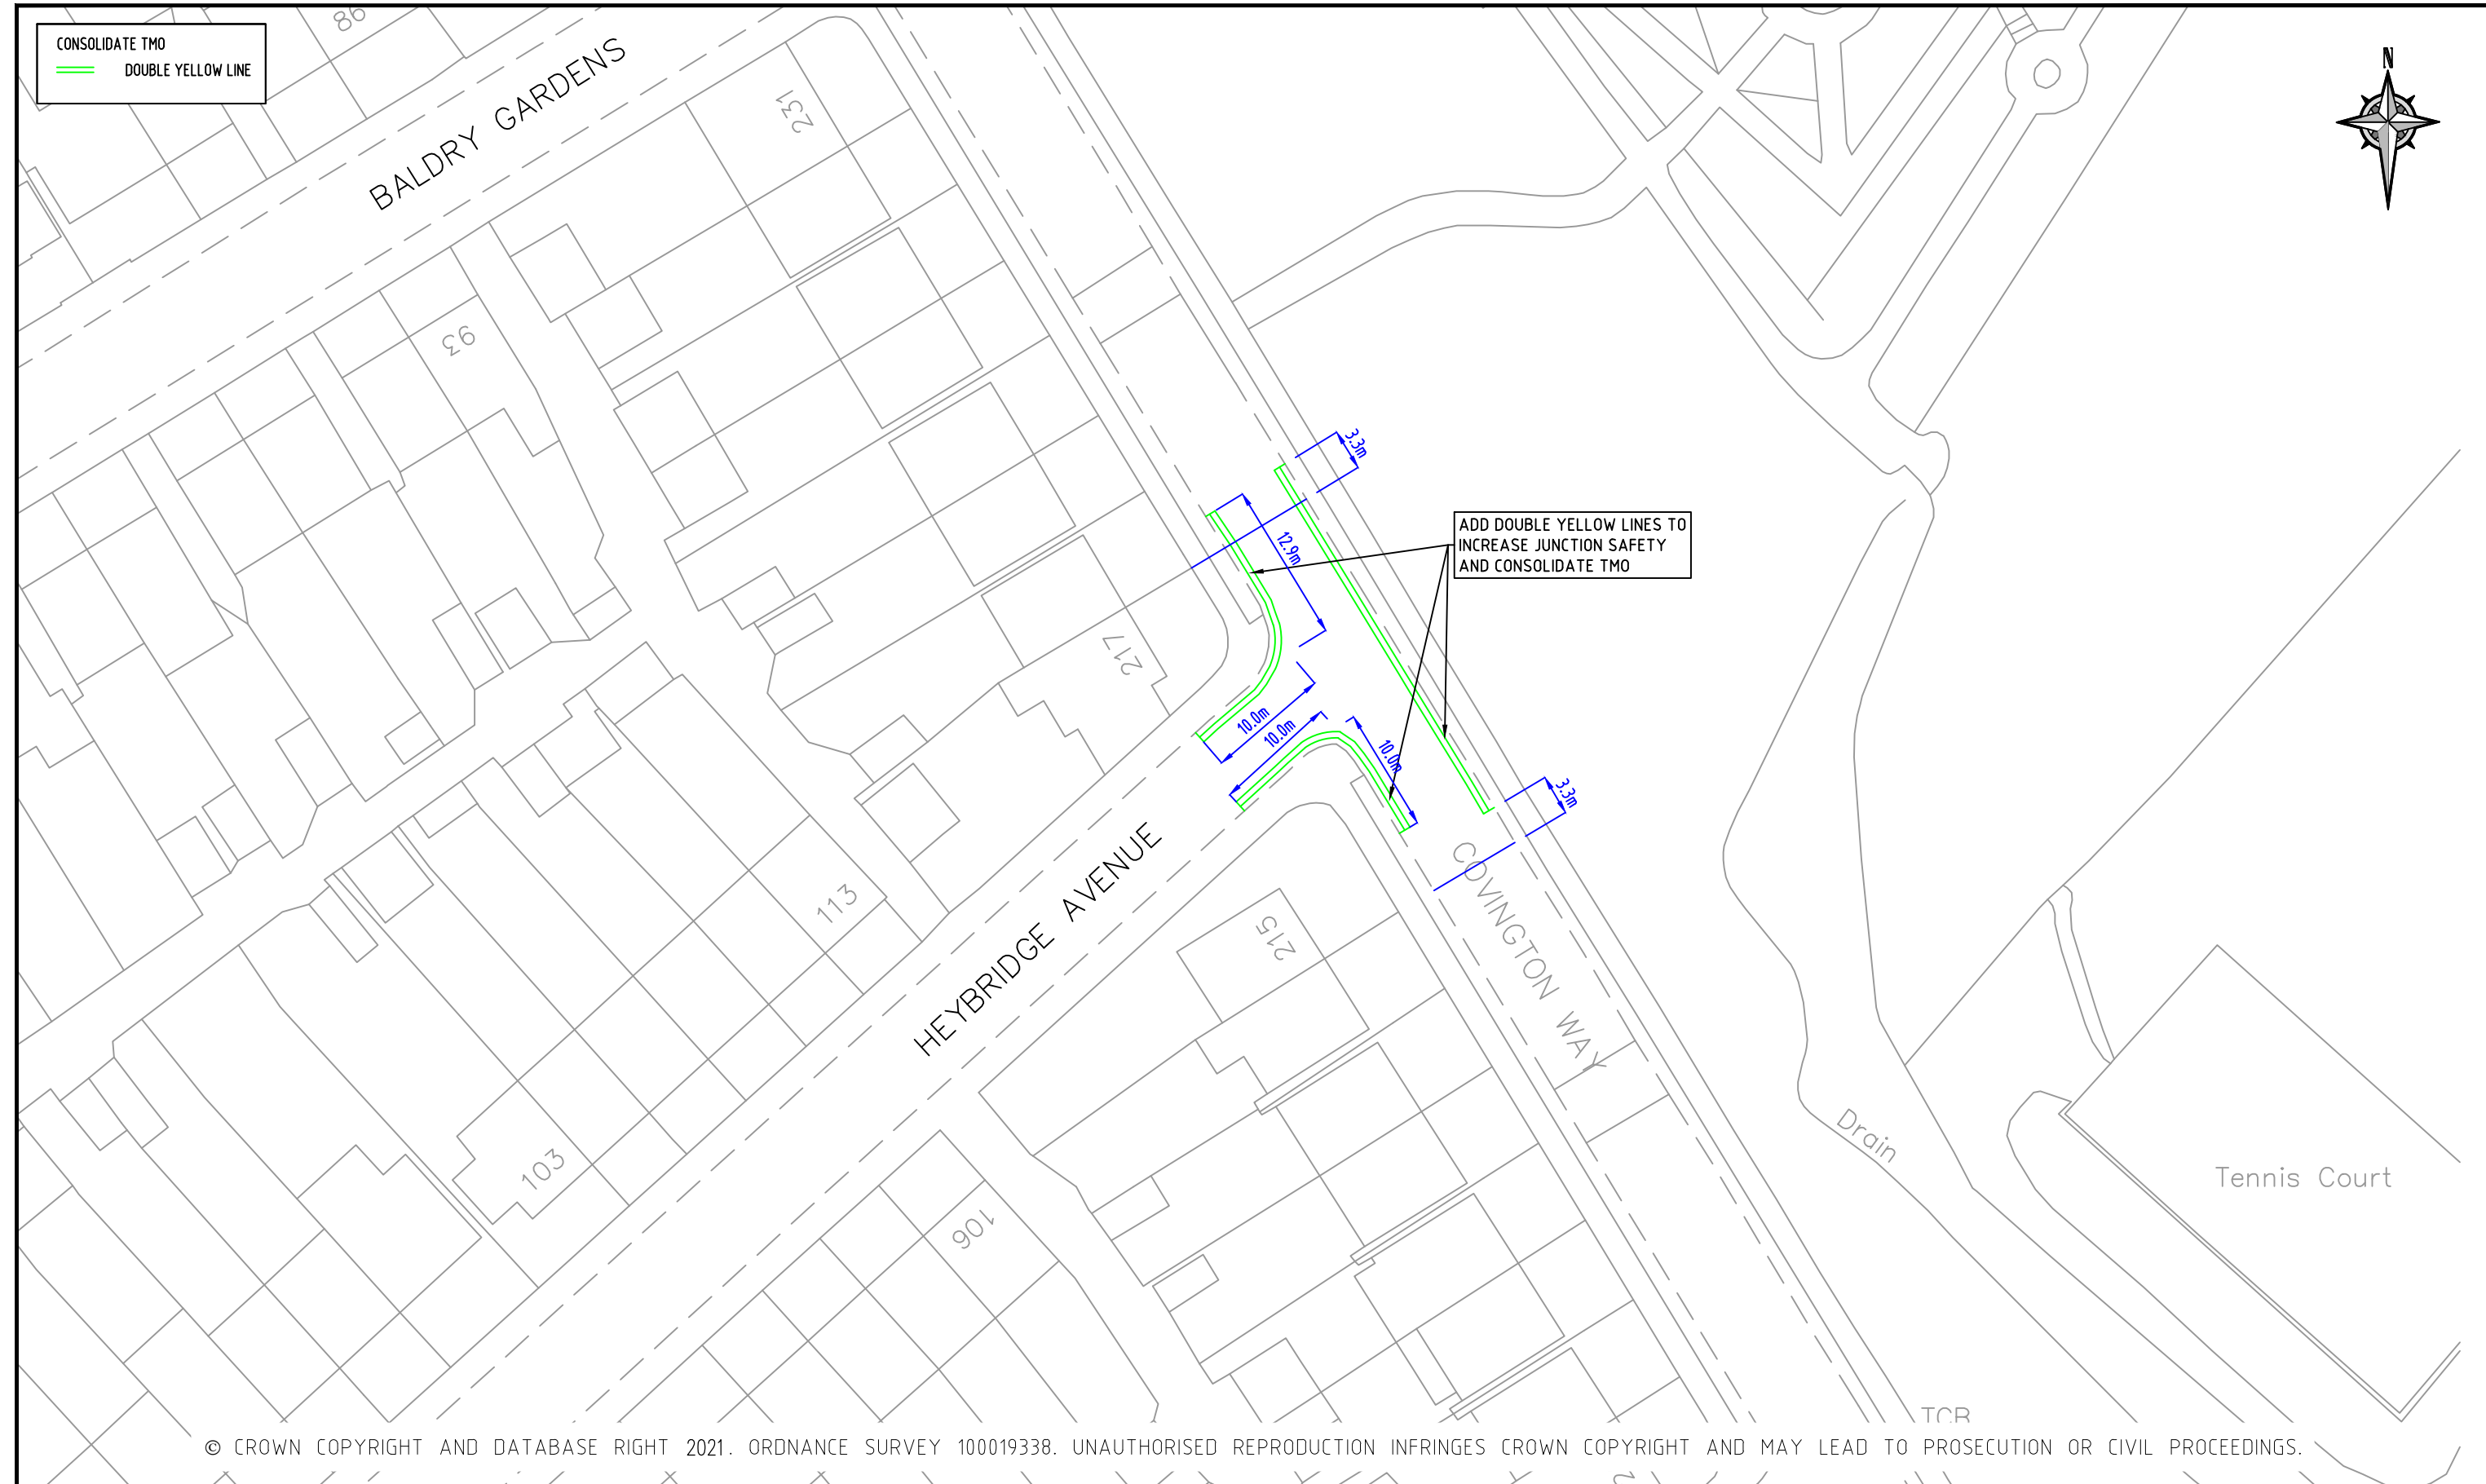 CONSOLIDATE TMO
DOUBLE YELLOW LINE
98
BALDRY GARDENS
231
N
93
3.3m
12.9m
ADD DOUBLE YELLOW LINES TO
INCREASE JUNCTION SAFETY
AND CONSOLIDATE TMO
217
10.0m
10.0m
10.0m
3.3m
HEYBRIDGE AVENUE
COVINGTON WAY
113
215
103
106
Drain
Tennis Court
TCB
© CROWN COPYRIGHT AND DATABASE RIGHT 2021. ORDNANCE SURVEY 100019338. UNAUTHORISED REPRODUCTION INFRINGES CROWN COPYRIGHT AND MAY LEAD TO PROSECUTION OR CIVIL PROCEEDINGS.